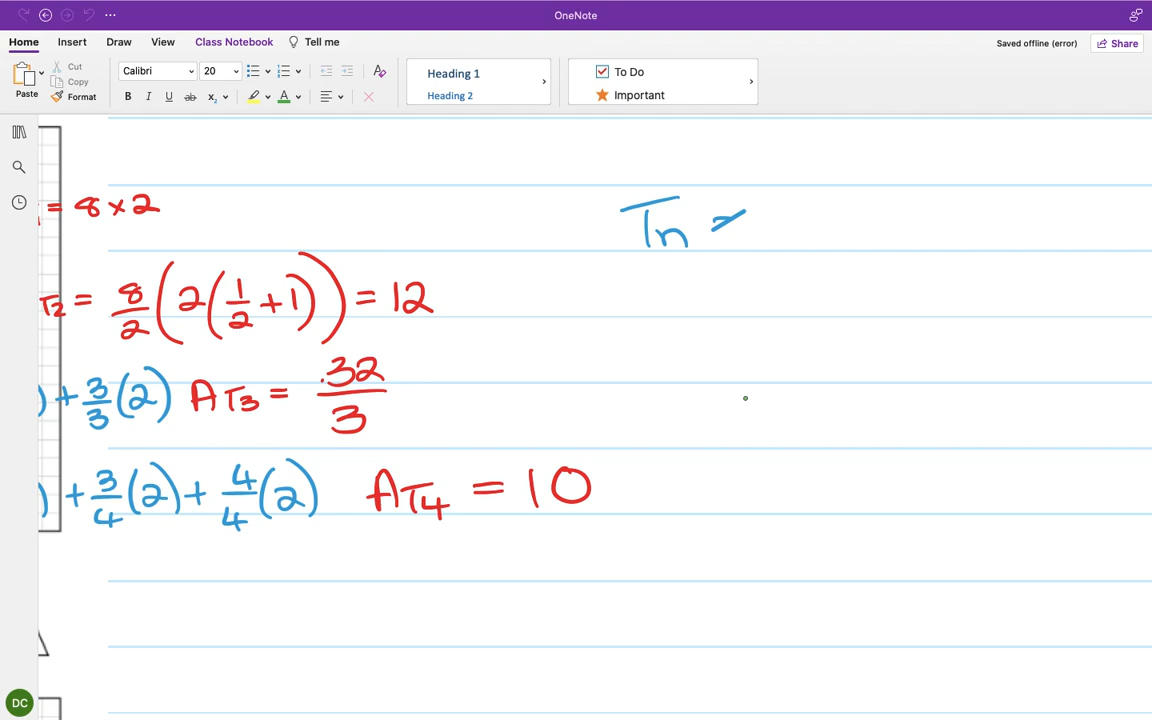 OneNote
Home Insert Draw View Class Notebook Tell me
Saved offline (error) Share
Paste Cut Copy Format
Calibri 20
B I U ab x₂ A
Heading 1
Heading 2
To Do
Important
= 8 × 2
Tn =
T2 = 8/2 (2(1/2 + 1)) = 12
) + 3/3 (2) AT3 = 32/3
) + 3/4 (2) + 4/4 (2) AT4 = 10
DC